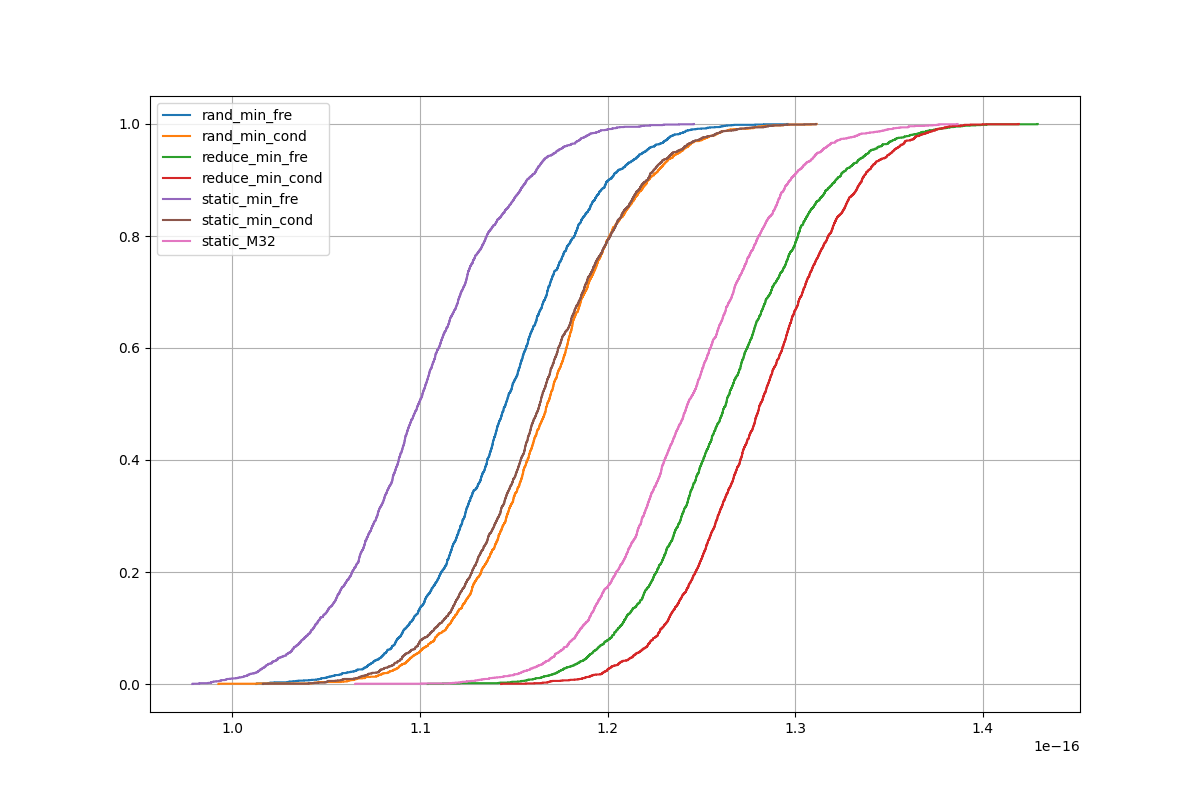 rand_min_fre
rand_min_cond
reduce_min_fre
reduce_min_cond
static_min_fre
static_min_cond
static_M32
1.0
0.8
0.6
0.4
0.2
0.0
1.0 1.1 1.2 1.3 1.4
1e−16